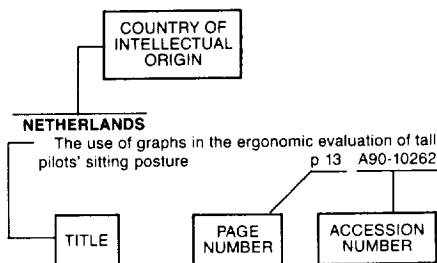 COUNTRY OF
INTELLECTUAL
ORIGIN
NETHERLANDS
The use of graphs in the ergonomic evaluation of tall
pilots' sitting posture p 13 A90-10262
TITLE
PAGE
NUMBER
ACCESSION
NUMBER